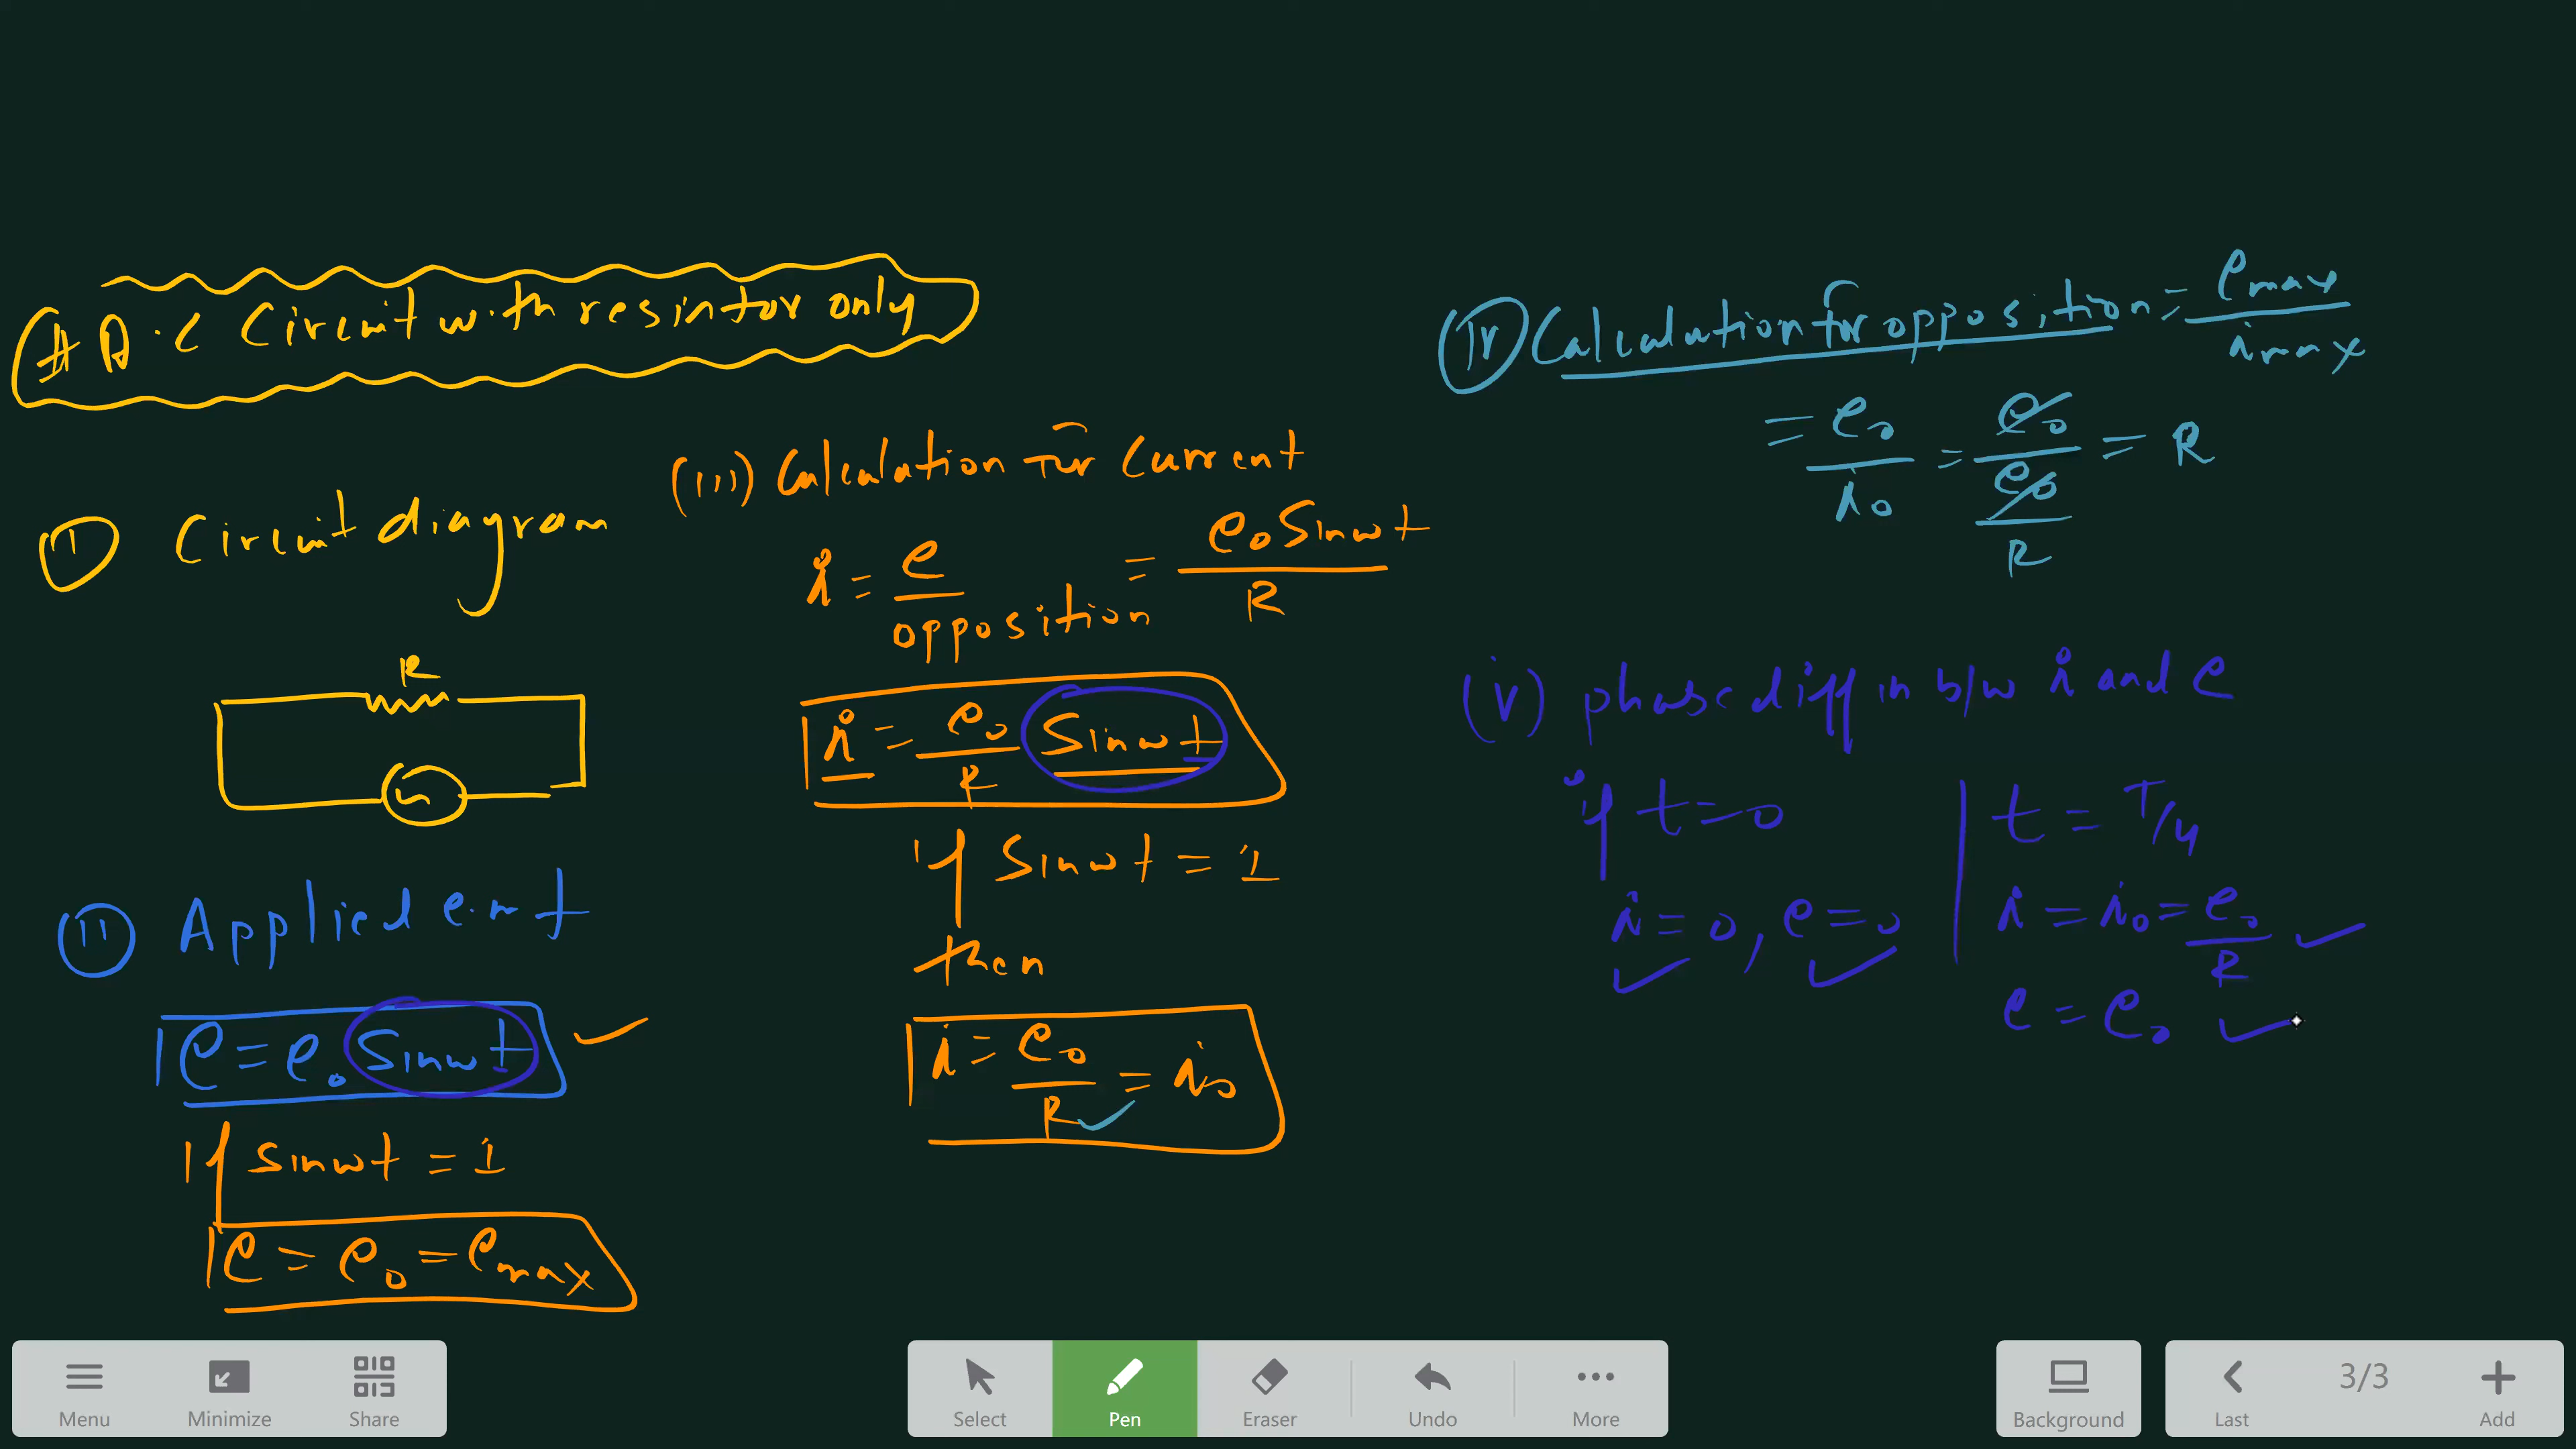 # A.C Circuit with resistor only
(I) Circuit diagram
R
(II) Applied e.m.f
e = e₀ Sinωt
If sinωt = 1
e = e₀ = emax
(III) Calculation for Current
i = e / opposition = e₀ Sinωt / R
i = e₀/R Sinωt
If Sinωt = 1
then
i = e₀/R = i₀
(IV) Calculation for opposition = emax / imax
= e₀/i₀ = e₀/(e₀/R) = R
(V) phase diff in b/w i and e
if t = 0
i = 0, e = 0
t = T/4
i = i₀ = e₀/R
e = e₀
Menu
Minimize
Share
Select
Pen
Eraser
Undo
More
Background
Last
3/3
Add